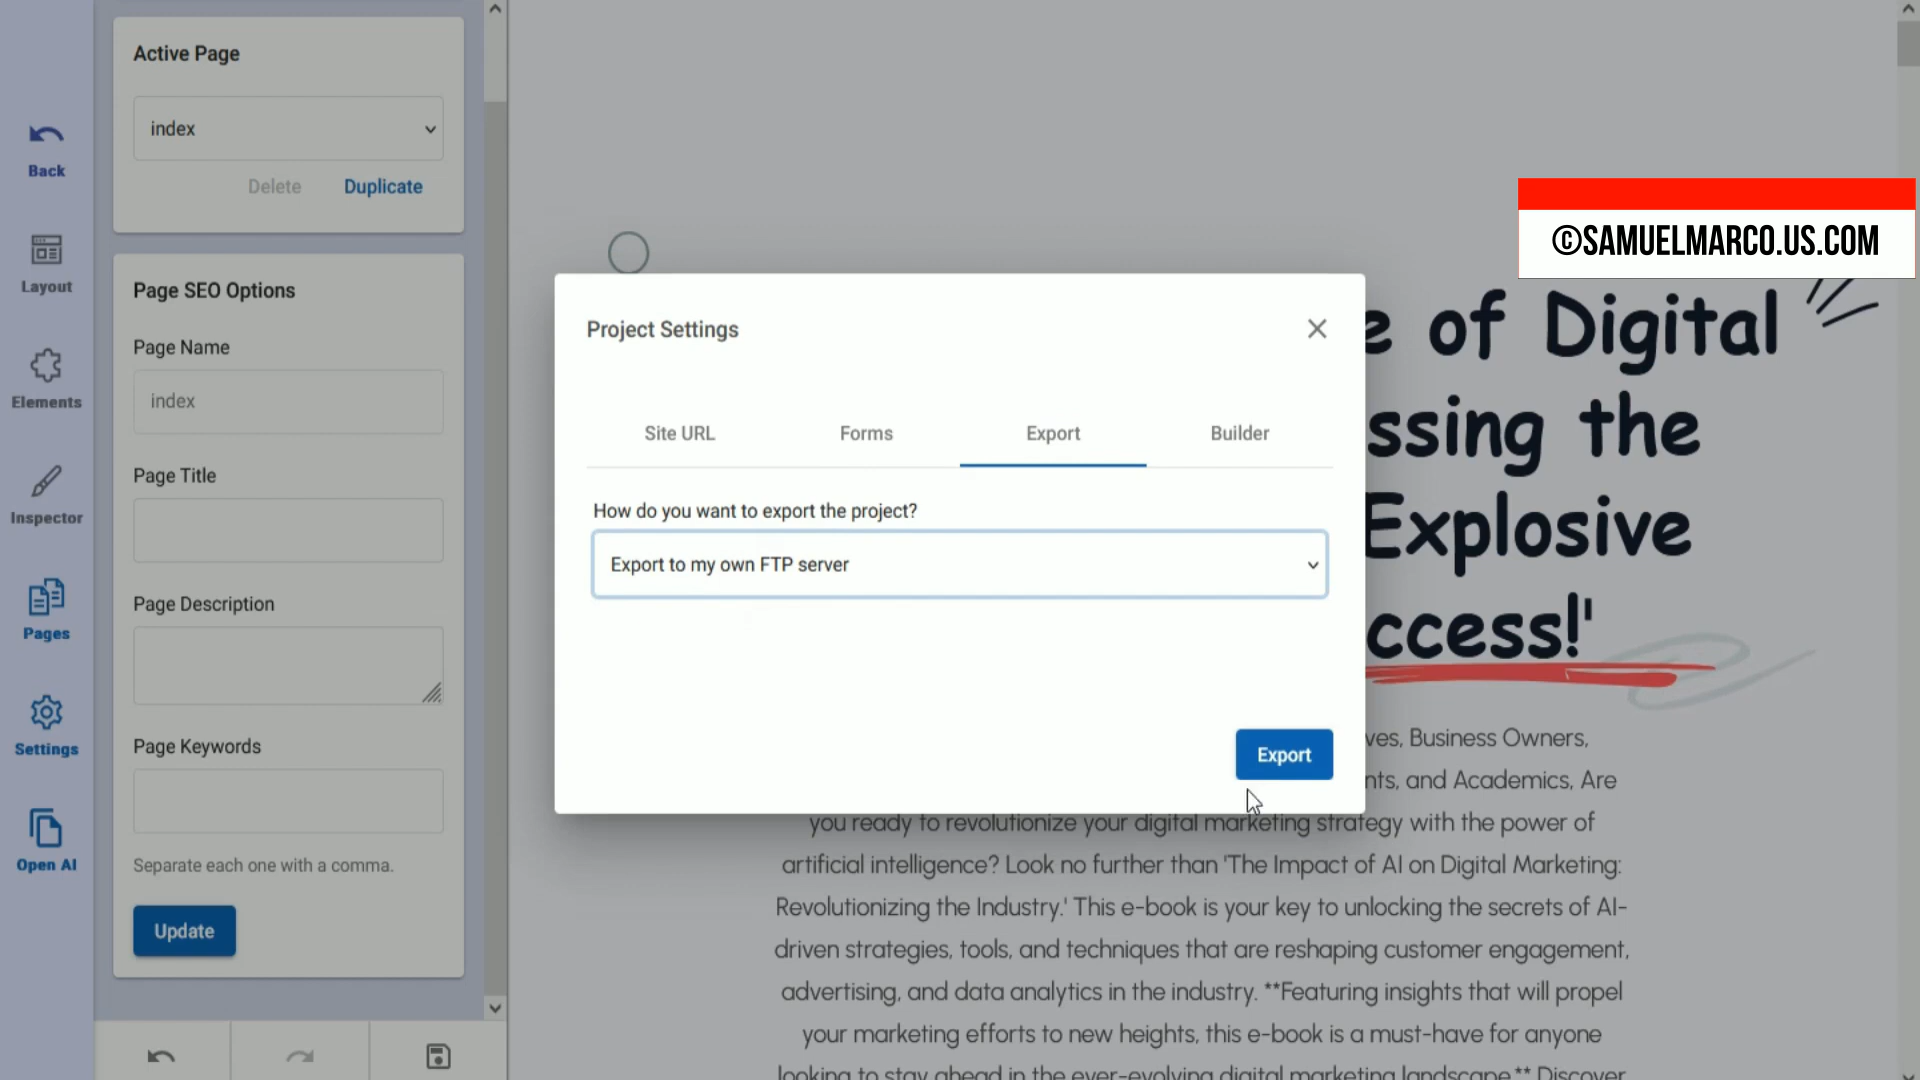 Back
Layout
Elements
Inspector
Pages
Settings
Open AI
Active Page
index
Delete Duplicate
Page SEO Options
Page Name
index
Page Title
Page Description
Page Keywords
Separate each one with a comma.
Update
Project Settings
Site URL Forms Export Builder
How do you want to export the project?
Export to my own FTP server
Export
©SAMUELMARCO.US.COM
e of Digital
ssing the
Explosive
ccess!'
ves, Business Owners,
nts, and Academics, Are
you ready to revolutionize your digital marketing strategy with the power of
artificial intelligence? Look no further than 'The Impact of AI on Digital Marketing:
Revolutionizing the Industry.' This e-book is your key to unlocking the secrets of AI-
driven strategies, tools, and techniques that are reshaping customer engagement,
advertising, and data analytics in the industry. **Featuring insights that will propel
your marketing efforts to new heights, this e-book is a must-have for anyone
looking to stay ahead in the ever-evolving digital marketing landscape.** Discover